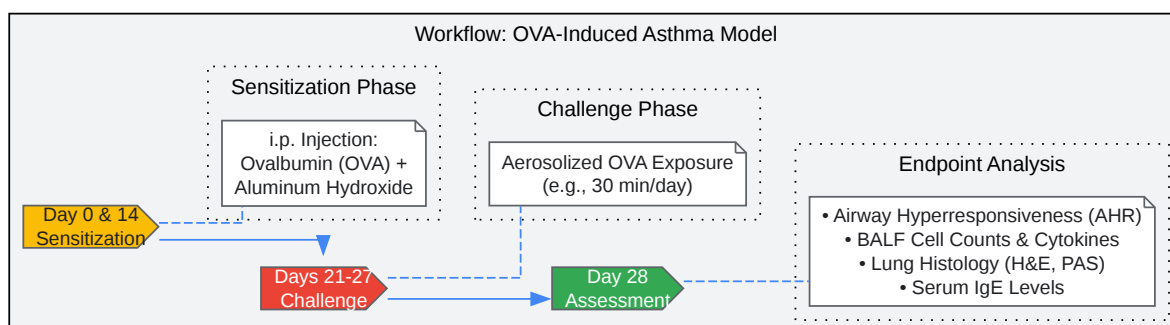 Workflow: OVA-Induced Asthma Model
Sensitization Phase
i.p. Injection:
Ovalbumin (OVA) +
Aluminum Hydroxide
Challenge Phase
Aerosolized OVA Exposure
(e.g., 30 min/day)
Endpoint Analysis
• Airway Hyperresponsiveness (AHR)
• BALF Cell Counts & Cytokines
• Lung Histology (H&E, PAS)
• Serum IgE Levels
Day 0 & 14
Sensitization
Days 21-27
Challenge
Day 28
Assessment